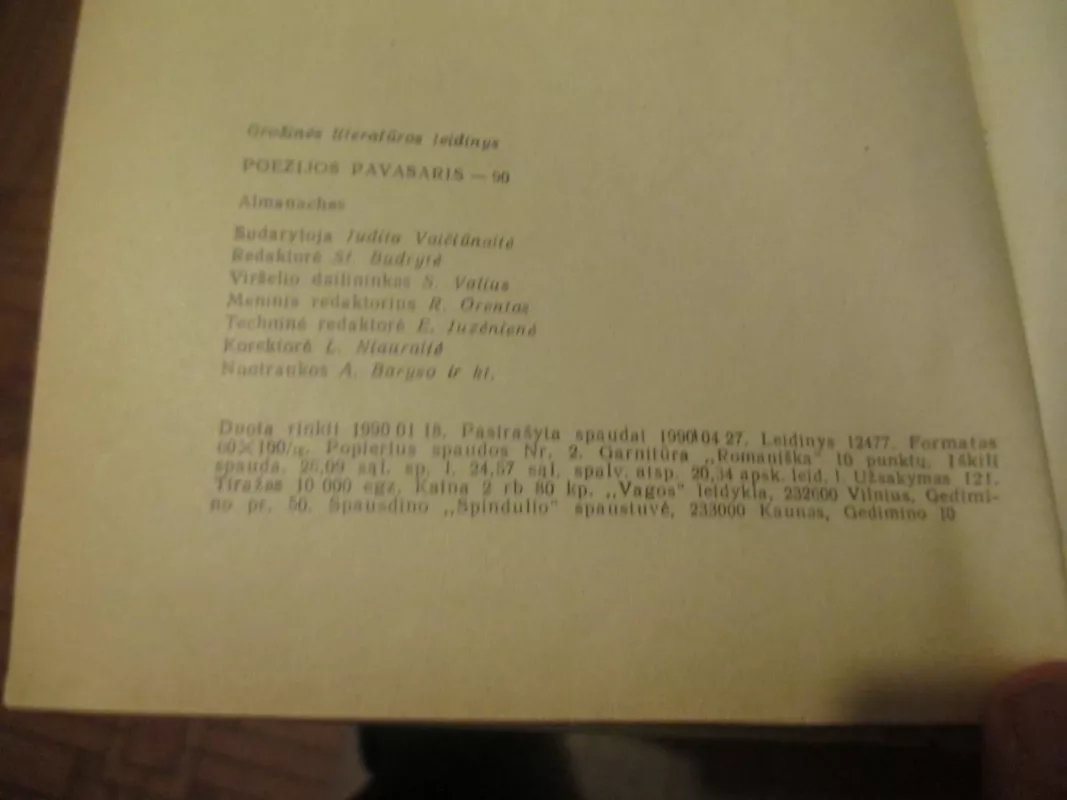 Grožinės literatūros leidinys
POEZIJOS PAVASARIS — 90
Almanachas
Sudarytoja Judita Vaičiūnaitė
Redaktorė St. Budrytė
Viršelio dailininkas S. Valius
Meninis redaktorius R. Orentas
Techninė redaktorė E. Juzėnienė
Korektorė L. Niauraitė
Nuotraukos A. Baryso ir kt.
Duota rinkti 1990 01 18. Pasirašyta spaudai 1990 04 27. Leidinys 12477. Formatas
60×100/16. Popierius spaudos Nr. 2. Garnitūra „Romaniška" 10 punktų. Iškili
spauda. 26,09 sąl. sp. l. 24,57 sąl. spalv. atsp. 20,34 apsk. leid. l. Užsakymas 121.
Tiražas 10 000 egz. Kaina 2 rb 80 kp. „Vagos" leidykla, 232600 Vilnius, Gedimi-
no pr. 50. Spausdino „Spindulio" spaustuvė, 233000 Kaunas, Gedimino 10